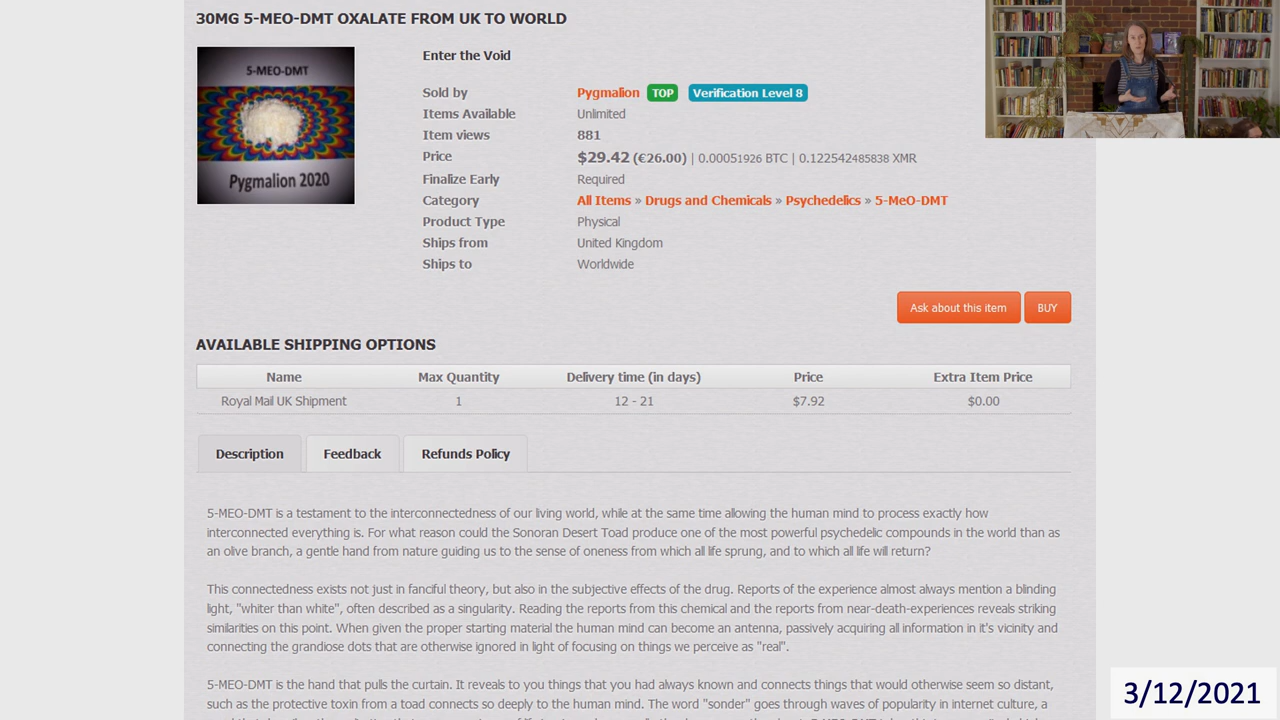 30MG 5-MEO-DMT OXALATE FROM UK TO WORLD
5-MEO-DMT
Pygmalion 2020
Enter the Void
Sold by Pygmalion TOP Verification Level 8
Items Available Unlimited
Item views 881
Price $29.42 (€26.00) | 0.00051926 BTC | 0.122542485838 XMR
Finalize Early Required
Category All Items » Drugs and Chemicals » Psychedelics » 5-MeO-DMT
Product Type Physical
Ships from United Kingdom
Ships to Worldwide
Ask about this item BUY
AVAILABLE SHIPPING OPTIONS
Name Max Quantity Delivery time (in days) Price Extra Item Price
Royal Mail UK Shipment 1 12 - 21 $7.92 $0.00
Description Feedback Refunds Policy
5-MEO-DMT is a testament to the interconnectedness of our living world, while at the same time allowing the human mind to process exactly how
interconnected everything is. For what reason could the Sonoran Desert Toad produce one of the most powerful psychedelic compounds in the world than as
an olive branch, a gentle hand from nature guiding us to the sense of oneness from which all life sprung, and to which all life will return?
This connectedness exists not just in fanciful theory, but also in the subjective effects of the drug. Reports of the experience almost always mention a blinding
light, "whiter than white", often described as a singularity. Reading the reports from this chemical and the reports from near-death-experiences reveals striking
similarities on this point. When given the proper starting material the human mind can become an antenna, passively acquiring all information in it's vicinity and
connecting the grandiose dots that are otherwise ignored in light of focusing on things we perceive as "real".
5-MEO-DMT is the hand that pulls the curtain. It reveals to you things that you had always known and connects things that would otherwise seem so distant,
such as the protective toxin from a toad connects so deeply to the human mind. The word "sonder" goes through waves of popularity in internet culture, a
3/12/2021